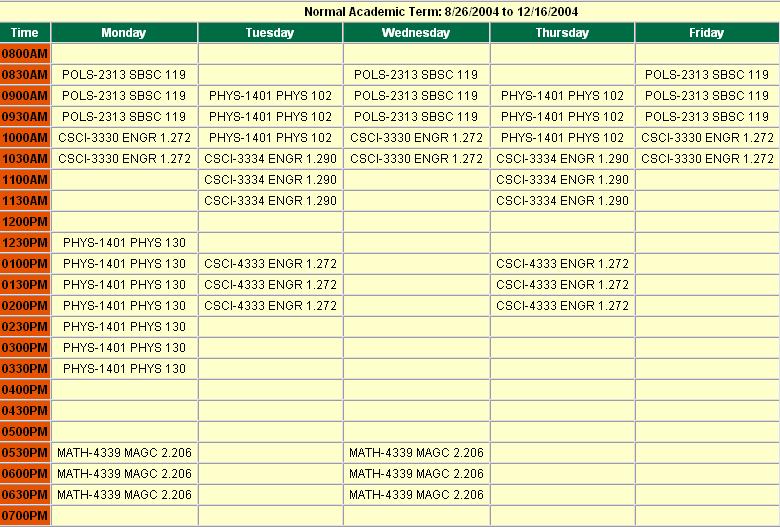 Normal Academic Term: 8/26/2004 to 12/16/2004
Time Monday Tuesday Wednesday Thursday Friday
0800AM
0830AM POLS-2313 SBSC 119 POLS-2313 SBSC 119 POLS-2313 SBSC 119
0900AM POLS-2313 SBSC 119 PHYS-1401 PHYS 102 POLS-2313 SBSC 119 PHYS-1401 PHYS 102 POLS-2313 SBSC 119
0930AM POLS-2313 SBSC 119 PHYS-1401 PHYS 102 POLS-2313 SBSC 119 PHYS-1401 PHYS 102 POLS-2313 SBSC 119
1000AM CSCI-3330 ENGR 1.272 PHYS-1401 PHYS 102 CSCI-3330 ENGR 1.272 PHYS-1401 PHYS 102 CSCI-3330 ENGR 1.272
1030AM CSCI-3330 ENGR 1.272 CSCI-3334 ENGR 1.290 CSCI-3330 ENGR 1.272 CSCI-3334 ENGR 1.290 CSCI-3330 ENGR 1.272
1100AM CSCI-3334 ENGR 1.290 CSCI-3334 ENGR 1.290
1130AM CSCI-3334 ENGR 1.290 CSCI-3334 ENGR 1.290
1200PM
1230PM PHYS-1401 PHYS 130
0100PM PHYS-1401 PHYS 130 CSCI-4333 ENGR 1.272 CSCI-4333 ENGR 1.272
0130PM PHYS-1401 PHYS 130 CSCI-4333 ENGR 1.272 CSCI-4333 ENGR 1.272
0200PM PHYS-1401 PHYS 130 CSCI-4333 ENGR 1.272 CSCI-4333 ENGR 1.272
0230PM PHYS-1401 PHYS 130
0300PM PHYS-1401 PHYS 130
0330PM PHYS-1401 PHYS 130
0400PM
0430PM
0500PM
0530PM MATH-4339 MAGC 2.206 MATH-4339 MAGC 2.206
0600PM MATH-4339 MAGC 2.206 MATH-4339 MAGC 2.206
0630PM MATH-4339 MAGC 2.206 MATH-4339 MAGC 2.206
0700PM